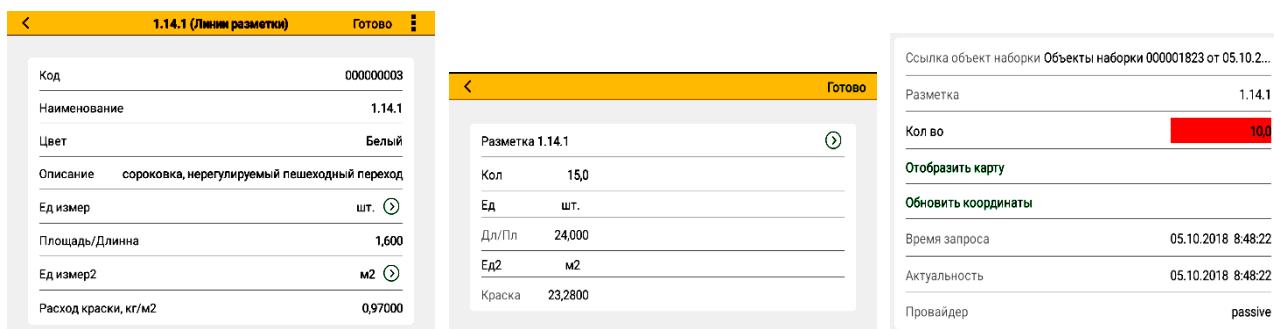 1.14.1 (Линии разметки) Готово
Код 000000003
Наименование 1.14.1
Цвет Белый
Описание сороковка, нерегулируемый пешеходный переход
Ед измер шт.
Площадь/Длинна 1,600
Ед измер2 м2
Расход краски, кг/м2 0,97000
Готово
Разметка 1.14.1
Кол 15,0
Ед шт.
Дл/Пл 24,000
Ед2 м2
Краска 23,2800
Ссылка объект наборки Объекты наборки 000001823 от 05.10.2...
Разметка 1.14.1
Кол во 10,0
Отобразить карту
Обновить координаты
Время запроса 05.10.2018 8:48:22
Актуальность 05.10.2018 8:48:22
Провайдер passive